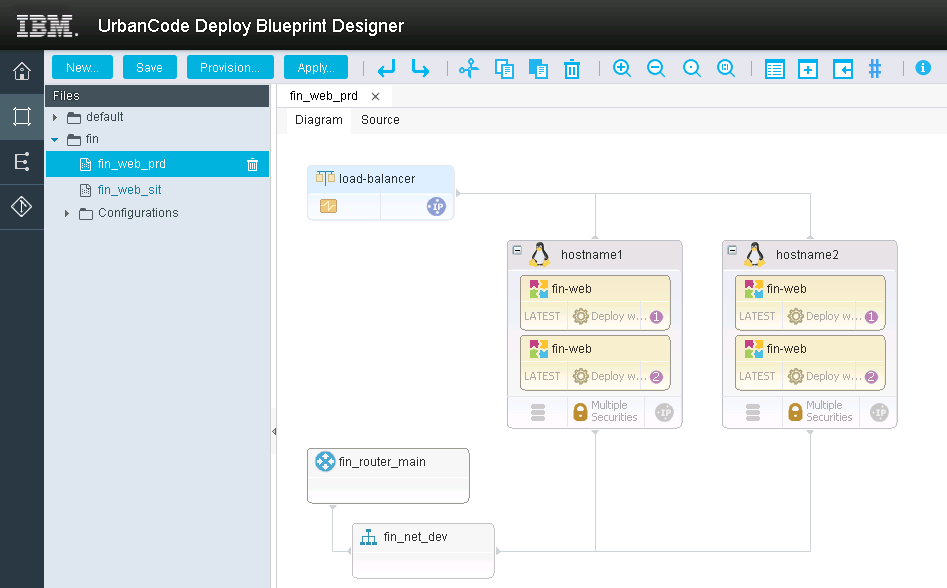 IBM. UrbanCode Deploy Blueprint Designer
New... Save Provision... Apply...
Files
default
fin
fin_web_prd
fin_web_sit
Configurations
fin_web_prd
Diagram Source
load-balancer
IP
hostname1
fin-web
LATEST Deploy w... 1
fin-web
LATEST Deploy w... 2
Multiple
Securities
IP
hostname2
fin-web
LATEST Deploy w... 1
fin-web
LATEST Deploy w... 2
Multiple
Securities
IP
fin_router_main
fin_net_dev